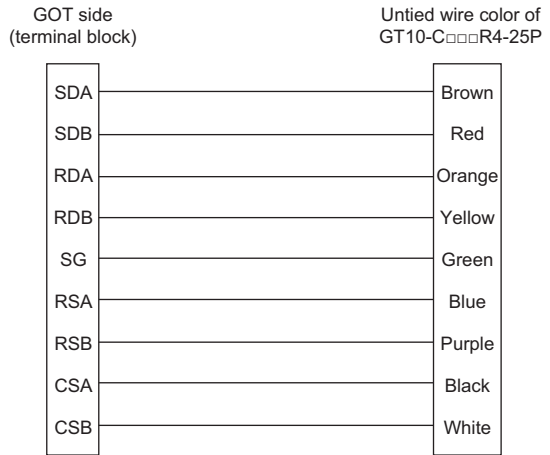 GOT side
(terminal block)
Untied wire color of
GT10-C□□□R4-25P
SDA Brown
SDB Red
RDA Orange
RDB Yellow
SG Green
RSA Blue
RSB Purple
CSA Black
CSB White